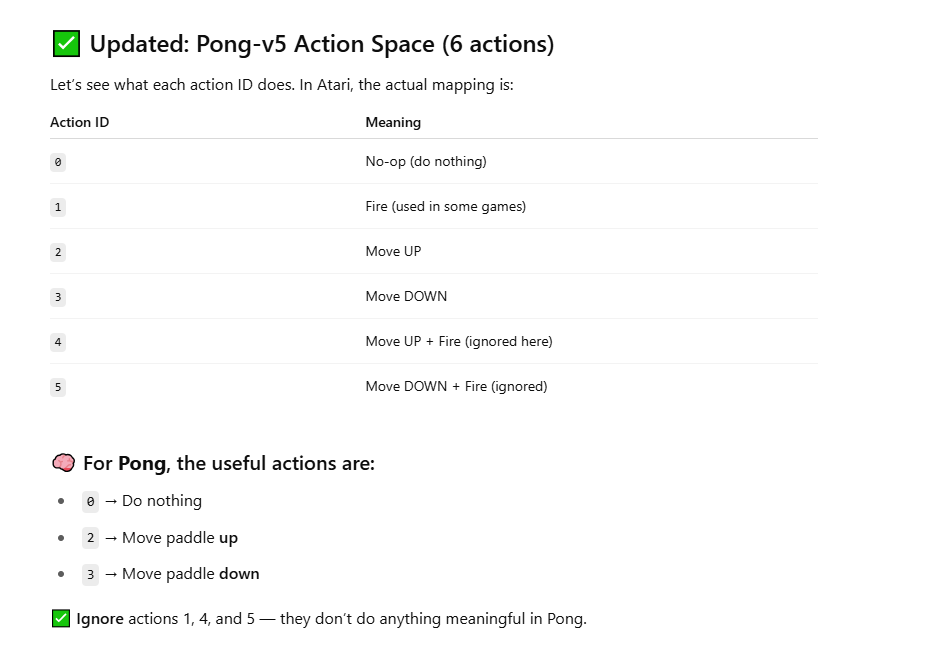 ✅ Updated: Pong-v5 Action Space (6 actions)
Let's see what each action ID does. In Atari, the actual mapping is:
Action ID Meaning
0 No-op (do nothing)
1 Fire (used in some games)
2 Move UP
3 Move DOWN
4 Move UP + Fire (ignored here)
5 Move DOWN + Fire (ignored)
🧠 For Pong, the useful actions are:
• 0 → Do nothing
• 2 → Move paddle up
• 3 → Move paddle down
✅ Ignore actions 1, 4, and 5 — they don't do anything meaningful in Pong.